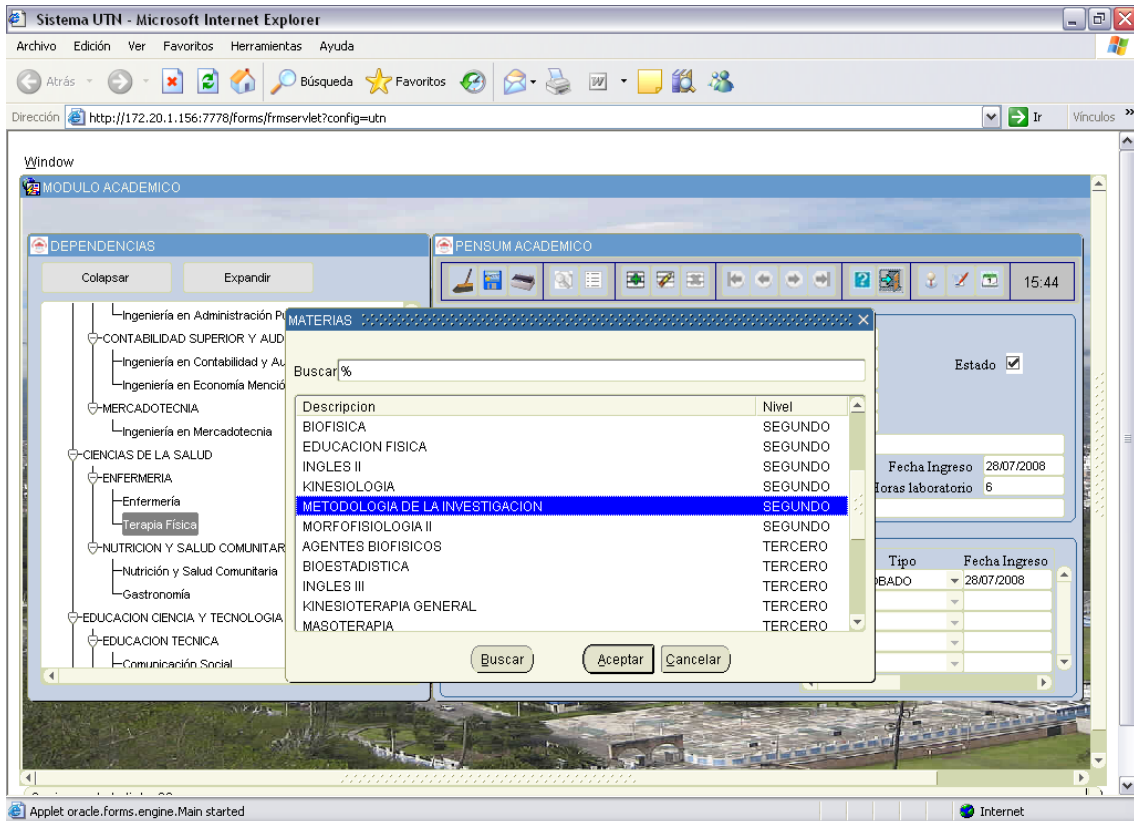 Sistema UTN - Microsoft Internet Explorer
Archivo Edición Ver Favoritos Herramientas Ayuda
Atrás Búsqueda Favoritos
Dirección http://172.20.1.156:7778/forms/frmservlet?config=utn Ir Vínculos »
Window
MODULO ACADEMICO
DEPENDENCIAS
Colapsar Expandir
Ingeniería en Administración Pú
CONTABILIDAD SUPERIOR Y AUD
Ingeniería en Contabilidad y Au
Ingeniería en Economía Menció
MERCADOTECNIA
Ingeniería en Mercadotecnia
CIENCIAS DE LA SALUD
ENFERMERIA
Enfermería
Terapia Física
NUTRICION Y SALUD COMUNITAR
Nutrición y Salud Comunitaria
Gastronomía
EDUCACION CIENCIA Y TECNOLOGIA
EDUCACION TECNICA
Comunicación Social
PENSUM ACADEMICO
15:44
Estado
Fecha Ingreso 28/07/2008
Horas laboratorio 6
Tipo Fecha Ingreso
OBADO 28/07/2008
MATERIAS
Buscar %
Descripcion Nivel
BIOFISICA SEGUNDO
EDUCACION FISICA SEGUNDO
INGLES II SEGUNDO
KINESIOLOGIA SEGUNDO
METODOLOGIA DE LA INVESTIGACION SEGUNDO
MORFOFISIOLOGIA II SEGUNDO
AGENTES BIOFISICOS TERCERO
BIOESTADISTICA TERCERO
INGLES III TERCERO
KINESIOTERAPIA GENERAL TERCERO
MASOTERAPIA TERCERO
Buscar Aceptar Cancelar
Applet oracle.forms.engine.Main started Internet